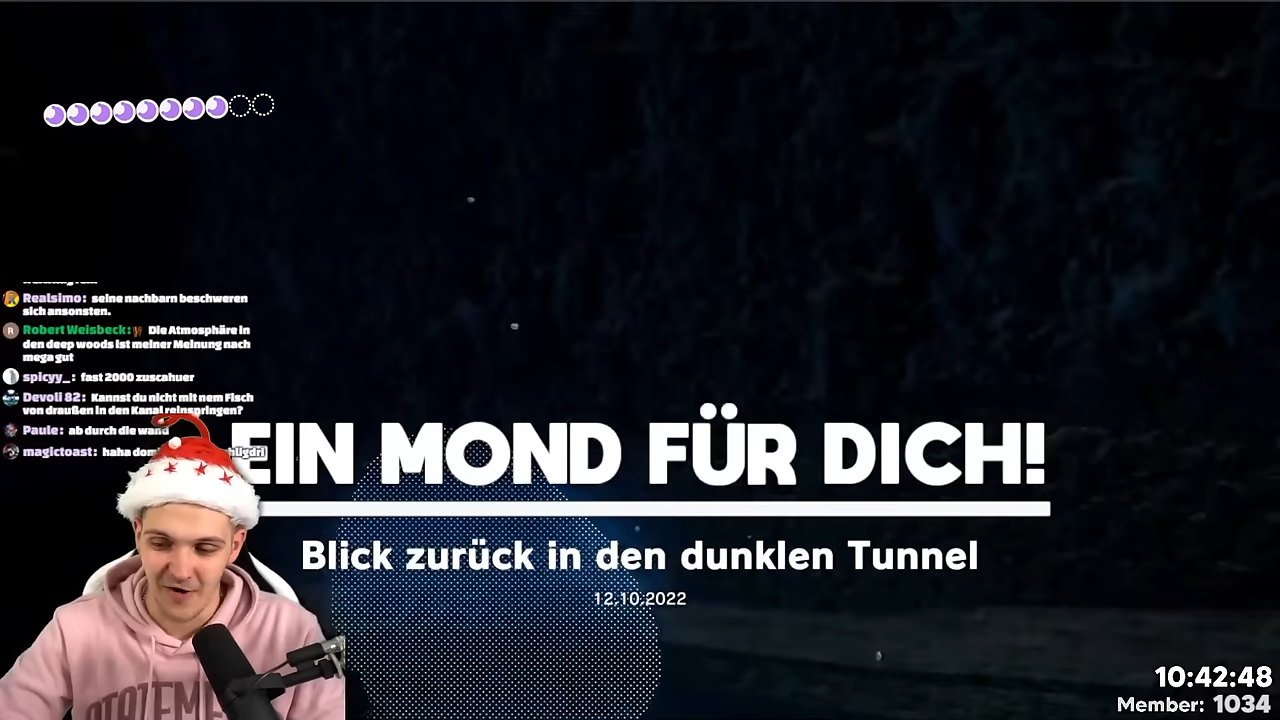 Realsimo: seine nachbarn beschweren
sich ansonsten.
Robert Weisbeck: Die Atmosphäre in
den deep woods ist meiner Meinung nach
mega gut
spicyy_: fast 2000 zuscahuer
Devoli 82: Kannst du nicht mit nem Fisch
von draußen in den Kanal reinspringen?
Paule: ab durch die wand
magictoast: haha
EIN MOND FÜR DICH!
Blick zurück in den dunklen Tunnel
12.10.2022
10:42:48
Member: 1034